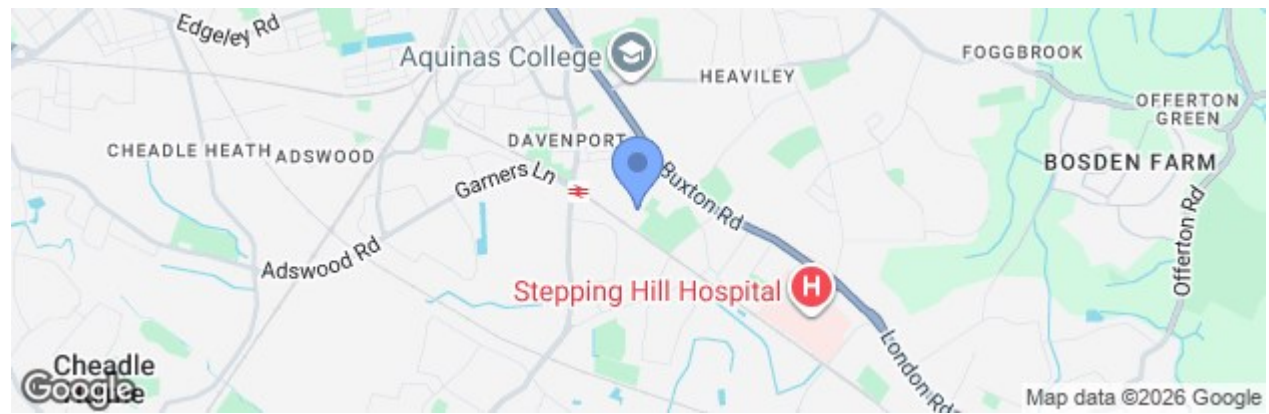 Edgeley Rd
Aquinas College
HEAVILEY
FOGGBROOK
OFFERTON
GREEN
DAVENPORT
CHEADLE HEATH
ADSWOOD
BOSDEN FARM
Garners Ln
Buxton Rd
Adswood Rd
Offerton Rd
Stepping Hill Hospital
H
London Rd
Cheadle
Google
Map data ©2026 Google